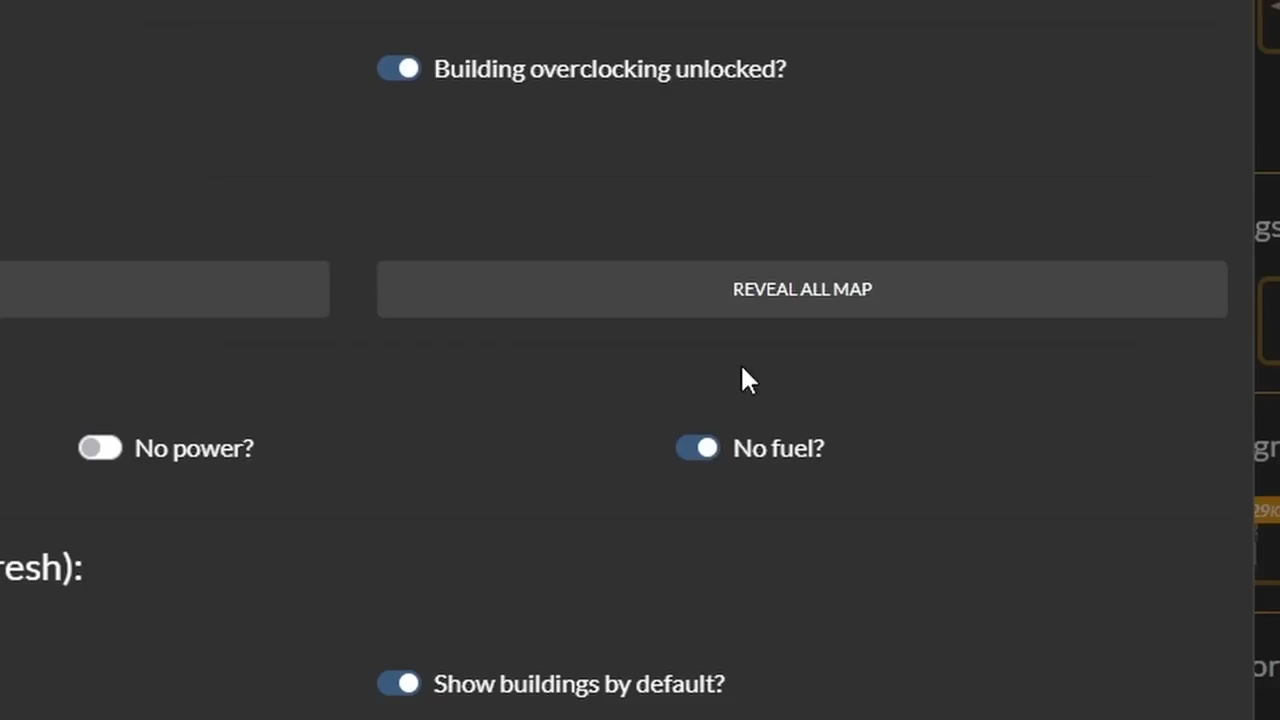 Building overclocking unlocked?
REVEAL ALL MAP
No power?
No fuel?
resh):
Show buildings by default?